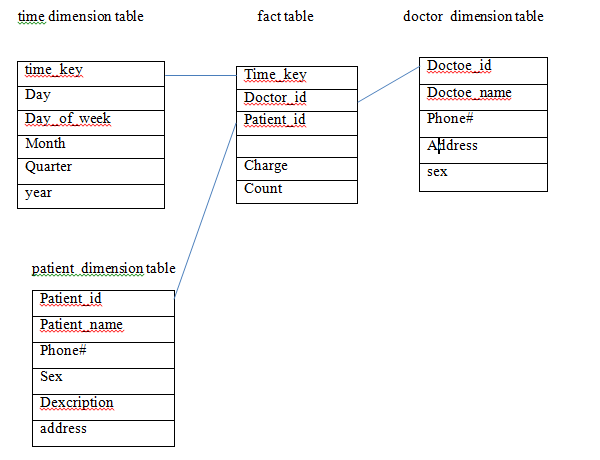 time dimension table
fact table
doctor dimension table
time_key
Day
Day_of_week
Month
Quarter
year
Time_key
Doctor_id
Patient_id
Charge
Count
Doctoe_id
Doctoe_name
Phone#
Address
sex
patient dimension table
Patient_id
Patient_name
Phone#
Sex
Dexcription
address